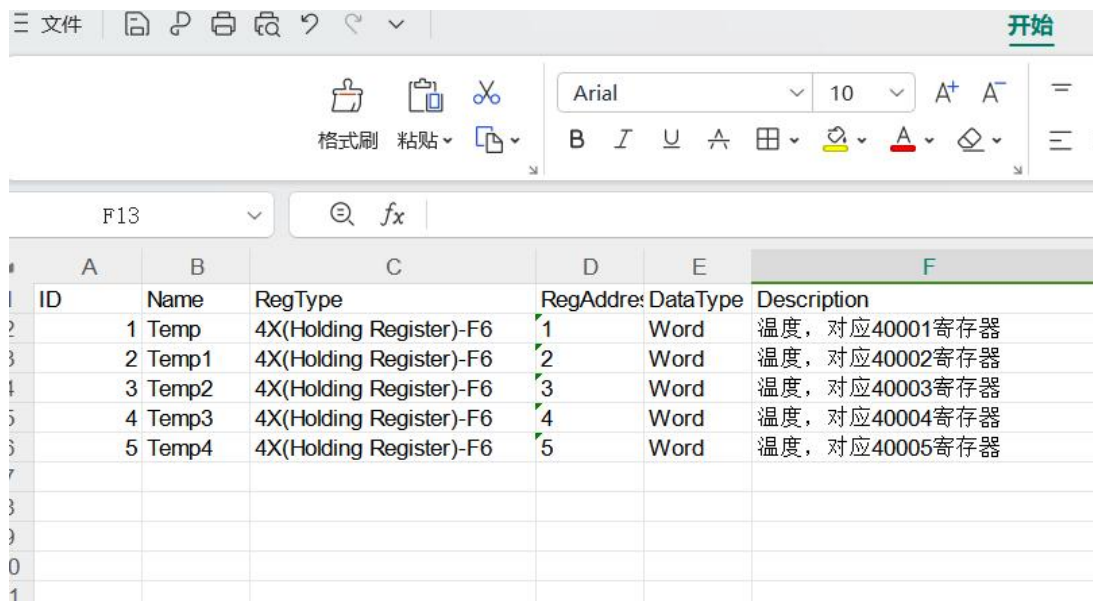 文件
开始
Arial 10 A+ A-
格式刷 粘贴 B I U A A
F13 fx
A B C D E F
ID Name RegType RegAddres DataType Description
1 Temp 4X(Holding Register)-F6 1 Word 温度，对应40001寄存器
2 Temp1 4X(Holding Register)-F6 2 Word 温度，对应40002寄存器
3 Temp2 4X(Holding Register)-F6 3 Word 温度，对应40003寄存器
4 Temp3 4X(Holding Register)-F6 4 Word 温度，对应40004寄存器
5 Temp4 4X(Holding Register)-F6 5 Word 温度，对应40005寄存器